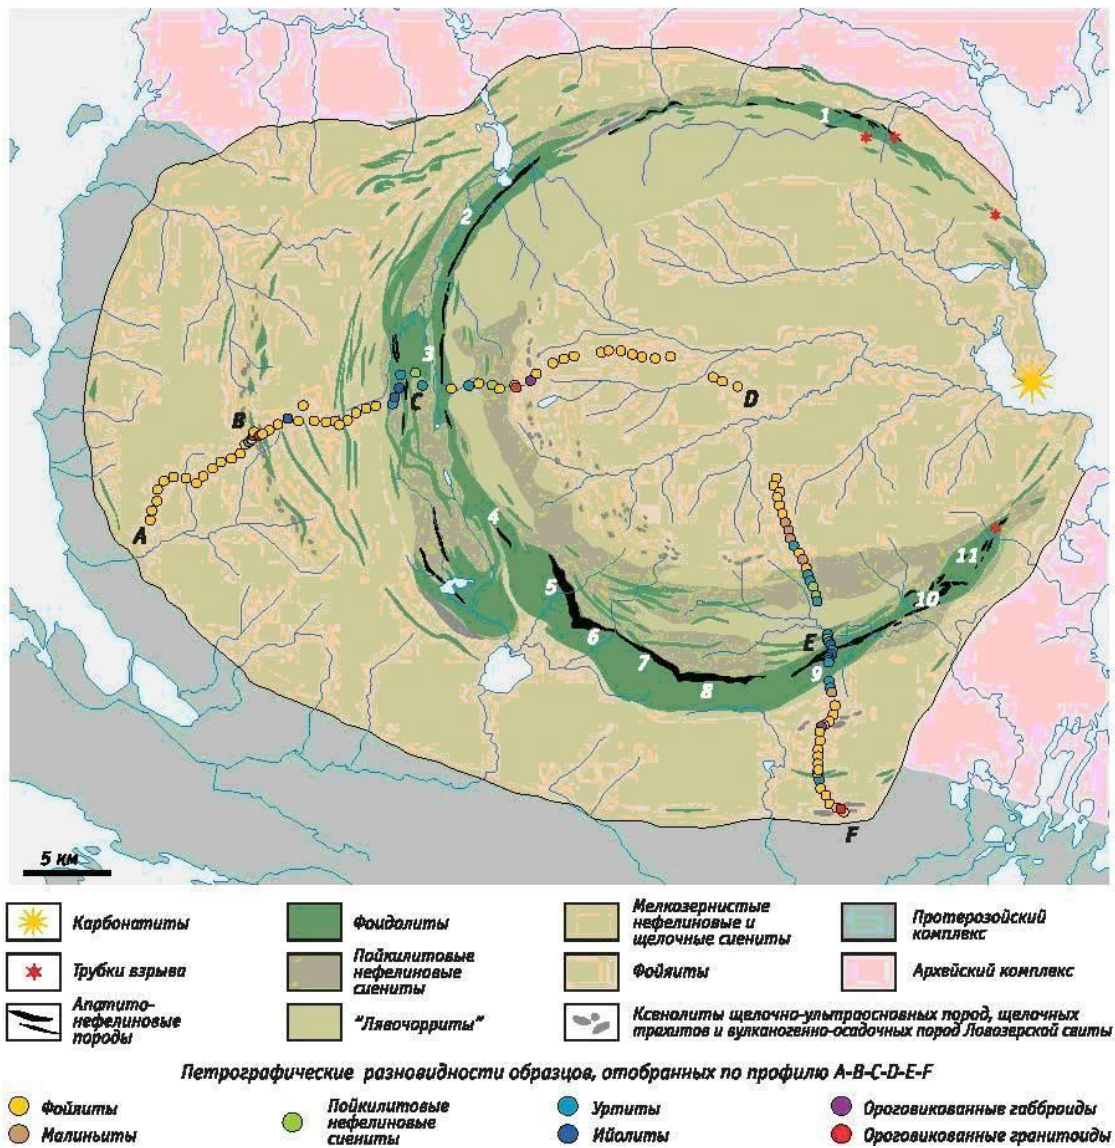 1
2
3
B
C
D
A
4
5
6
7
8
E
9
10
11
F
5 км
Карбонатиты
Трубки взрыва
Апатито-
нефелиновые
породы
Фоидолиты
Пойкилитовые
нефелиновые
сиениты
"Лявочорриты"
Мелкозернистые
нефелиновые и
щелочные сиениты
Фойяиты
Протерозойский
комплекс
Архейский комплекс
Ксенолиты щелочно-ультраосновных пород, щелочных
трахитов и вулканогенно-осадочных пород Ловозерской свиты
Петрографические разновидности образцов, отобранных по профилю A-B-C-D-E-F
Фойяиты
Малиньиты
Пойкилитовые
нефелиновые
сиениты
Уртиты
Ийолиты
Ороговикованные габброиды
Ороговикованные гранитоиды